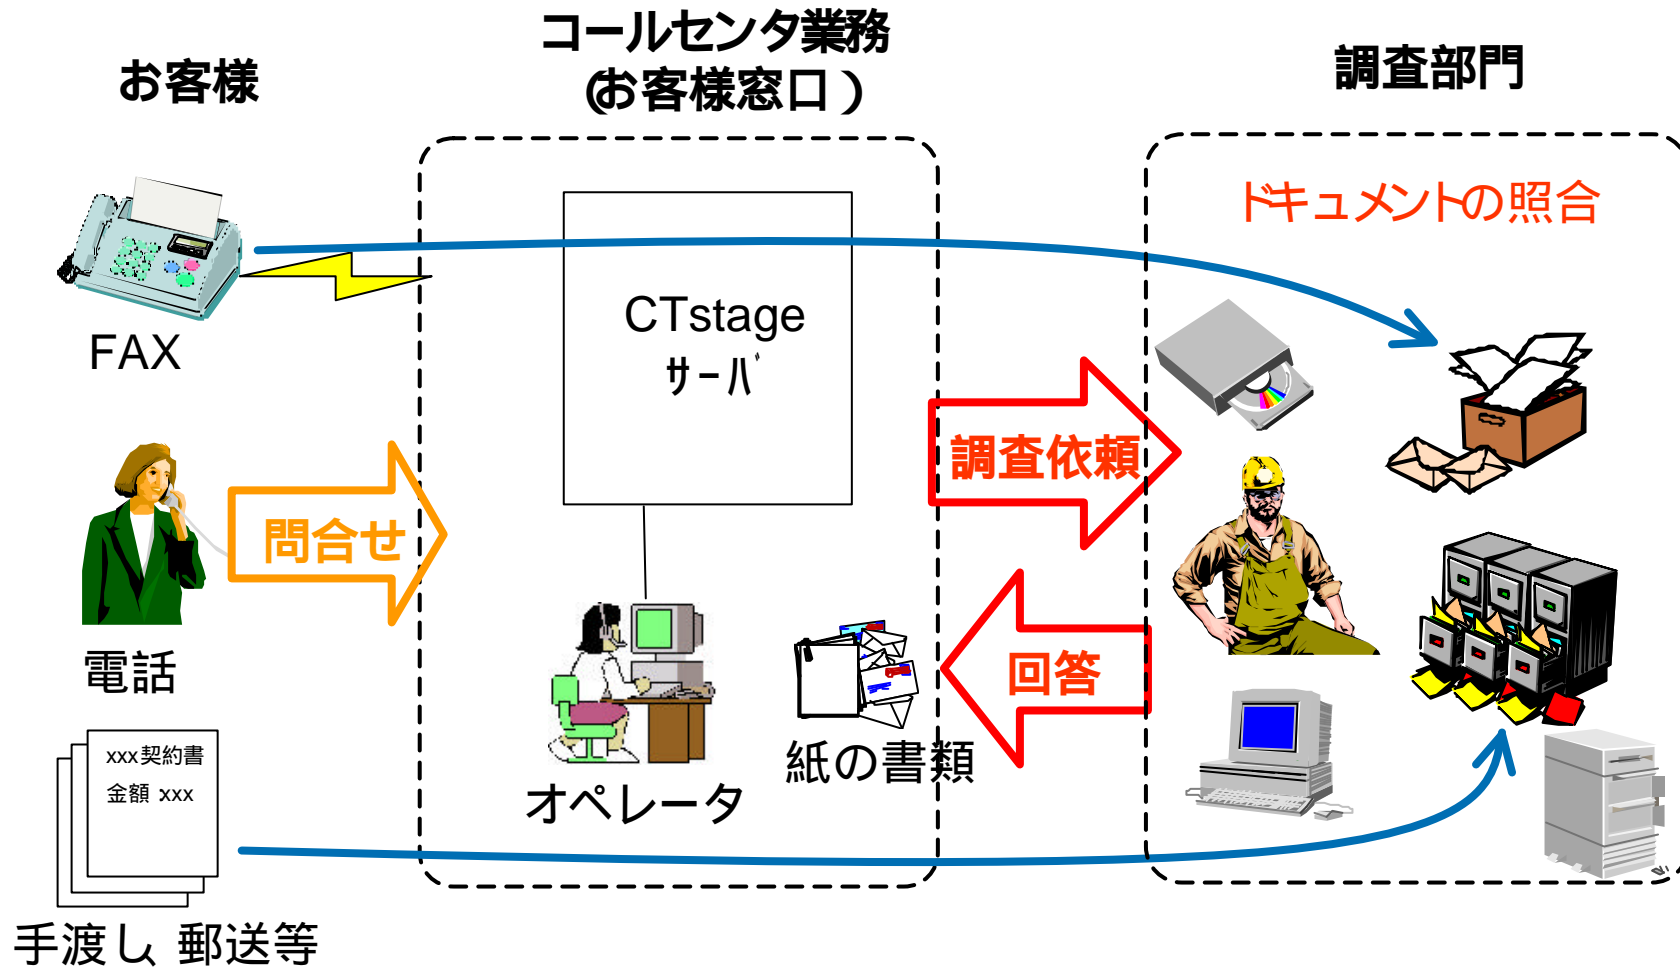 お客様
コールセンタ業務
(お客様窓口)
調査部門
ドキュメントの照合
FAX
CTstage
サーバ
調査依頼
問合せ
電話
回答
紙の書類
オペレータ
xxx契約書
金額:xxx
手渡し、郵送等